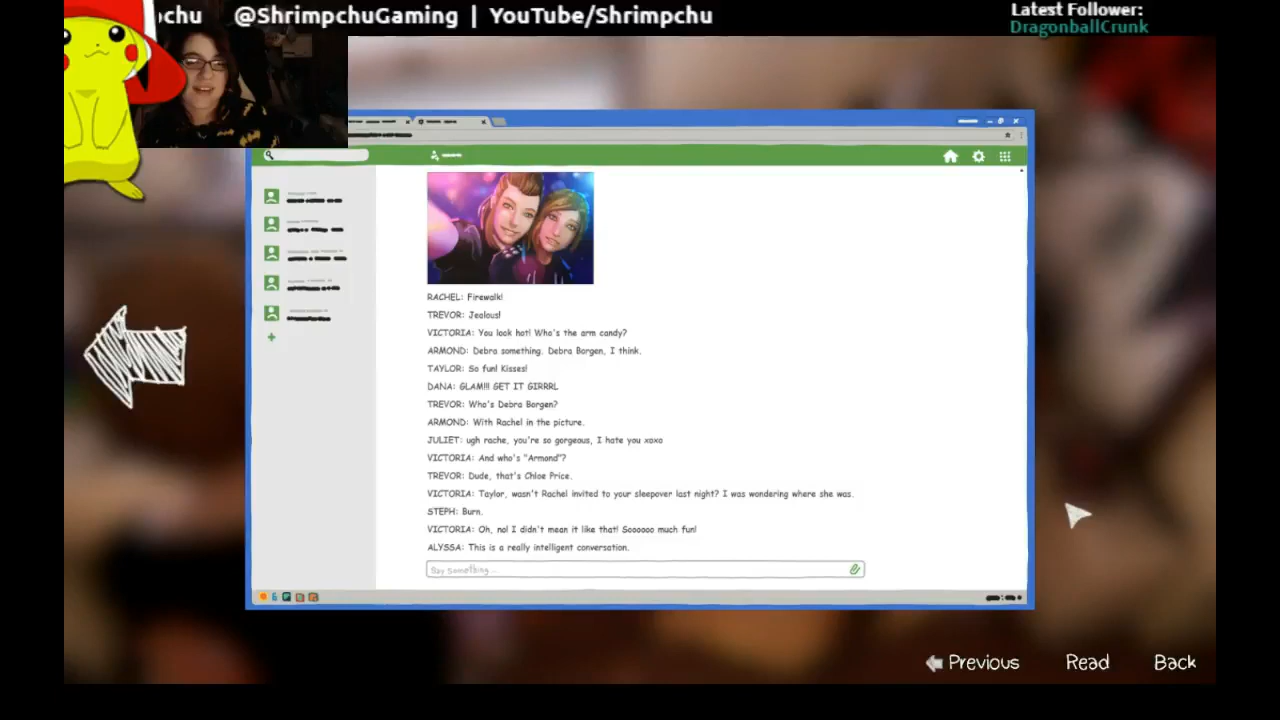 ochu @ShrimpchuGaming | YouTube/Shrimpchu
Latest Follower:
DragonballCrunk
RACHEL: Firewalk!
TREVOR: Jealous!
VICTORIA: You look hot! Who's the arm candy?
ARMOND: Debra something. Debra Borgen, I think.
TAYLOR: So fun! Kisses!
DANA: GLAM!!! GET IT GIRRRL
TREVOR: Who's Debra Borgen?
ARMOND: With Rachel in the picture.
JULIET: ugh rache, you're so gorgeous, I hate you xoxo
VICTORIA: And who's "Armond"?
TREVOR: Dude, that's Chloe Price.
VICTORIA: Taylor, wasn't Rachel invited to your sleepover last night? I was wondering where she was.
STEPH: Burn.
VICTORIA: Oh, no! I didn't mean it like that! Soooooo much fun!
ALYSSA: This is a really intelligent conversation.
Say something...
Previous Read Back